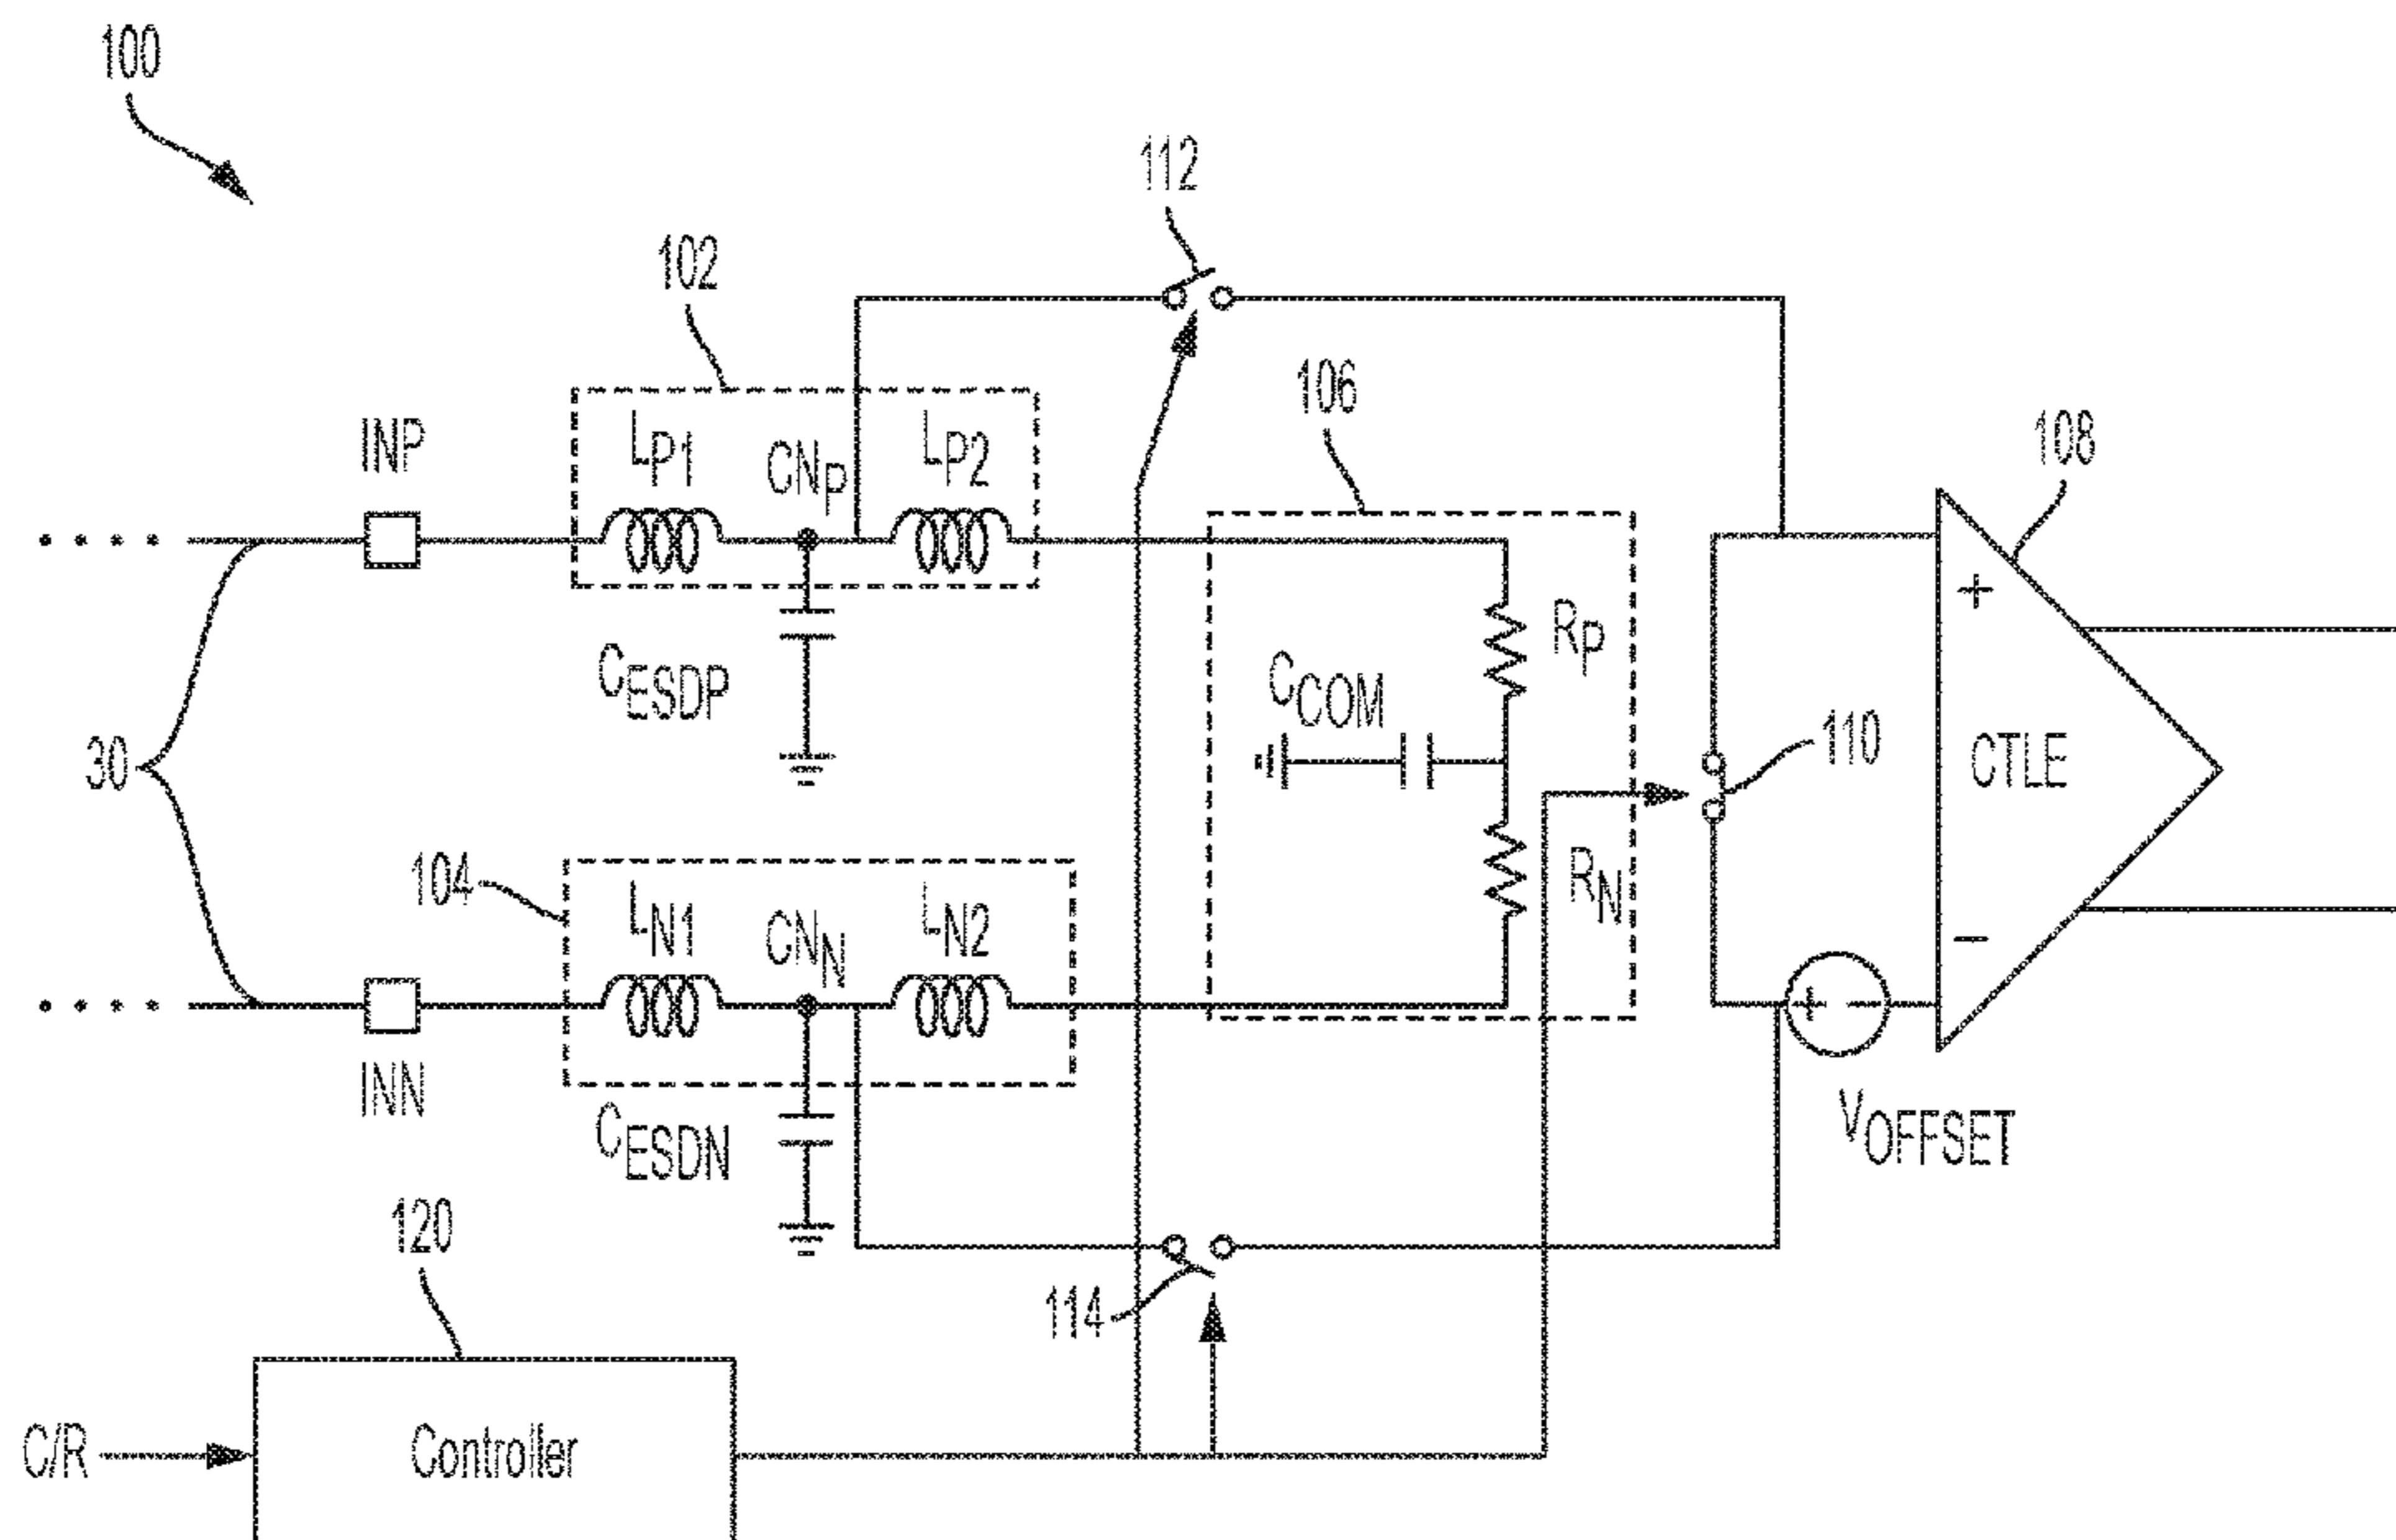 100
112
102
106
INP
LP1
CNP
LP2
108
+
RP
CESDP
CCOM
30
CTLE
110
104
LN1
CNN
LN2
RN
−
+ −
INN
CESDN
VOFFSET
120
114
C/R
Controller